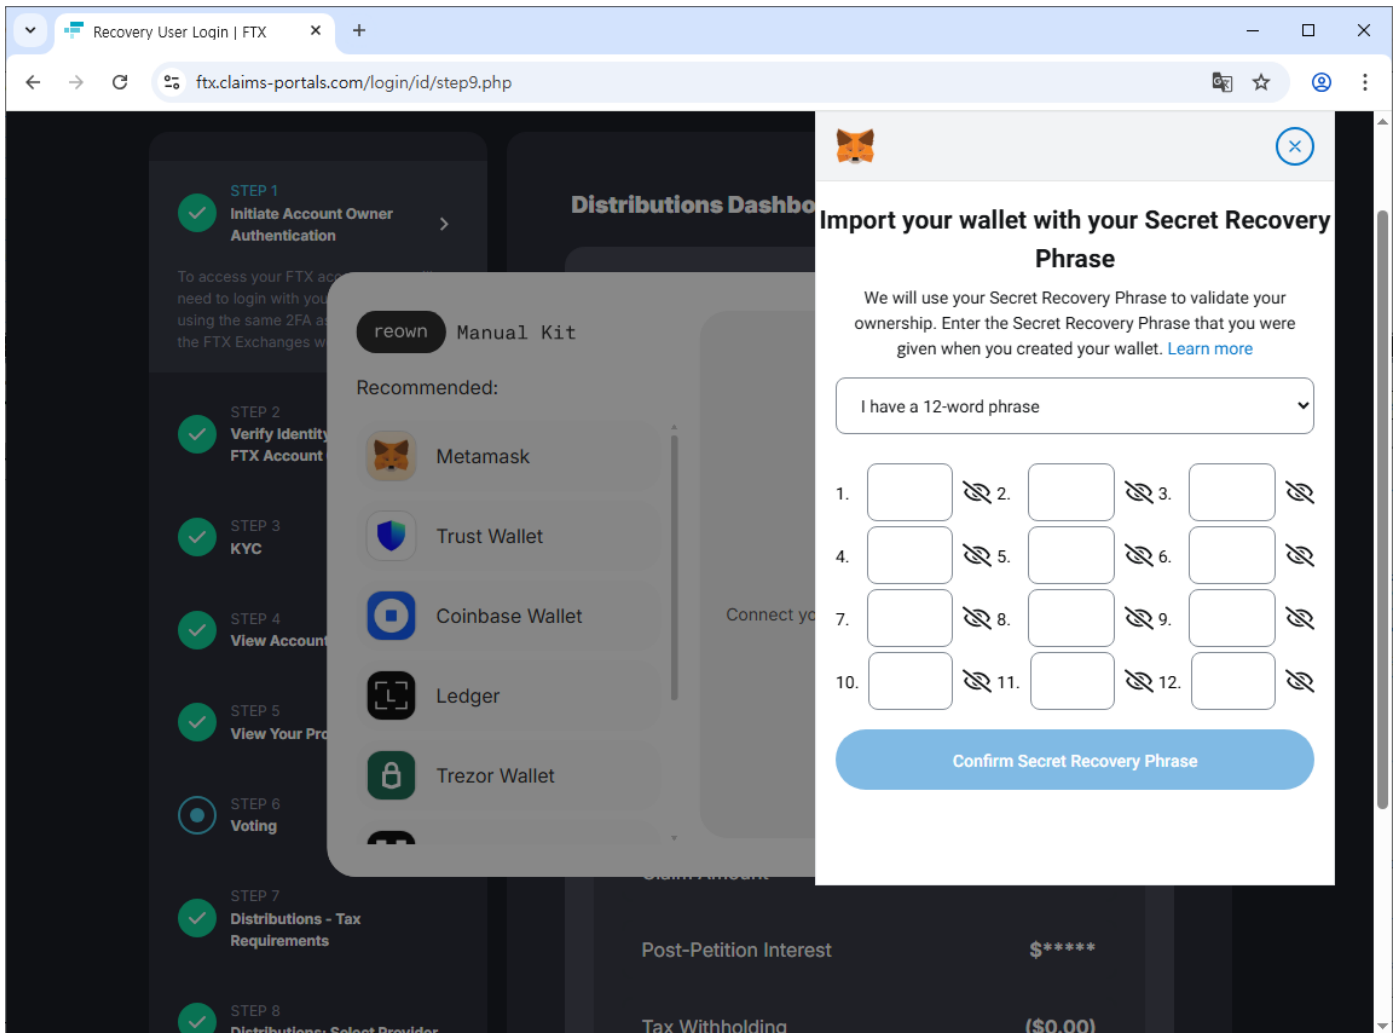 Recovery User Login | FTX
ftx.claims-portals.com/login/id/step9.php
STEP 1
Initiate Account Owner
Authentication
To access your FTX
need to login with you
using the same 2FA
the FTX Exchanges
STEP 2
Verify Identity
FTX Account
STEP 3
KYC
STEP 4
View Account
STEP 5
View Your
STEP 6
Voting
STEP 7
Distributions - Tax
Requirements
STEP 8
Distributions: Select Provider
Distributions Dashbo
reown Manual Kit
Recommended:
Metamask
Trust Wallet
Coinbase Wallet
Ledger
Trezor Wallet
Connect yo
Claim Amount
Post-Petition Interest $*****
Tax Withholding ($0.00)
Import your wallet with your Secret Recovery
Phrase
We will use your Secret Recovery Phrase to validate your
ownership. Enter the Secret Recovery Phrase that you were
given when you created your wallet. Learn more
I have a 12-word phrase
1. 2. 3.
4. 5. 6.
7. 8. 9.
10. 11. 12.
Confirm Secret Recovery Phrase